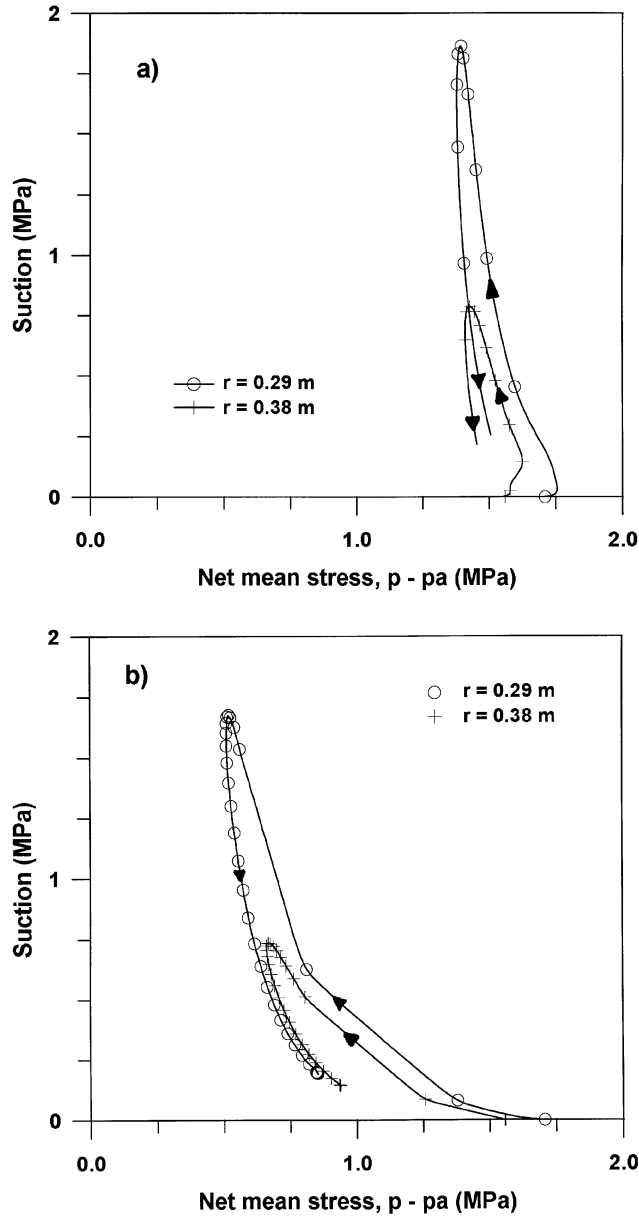 2
a)
1
Suction (MPa)
r = 0.29 m
r = 0.38 m
0
0.0
1.0
2.0
Net mean stress, p - pa (MPa)
2
b)
r = 0.29 m
r = 0.38 m
1
Suction (MPa)
0
0.0
1.0
2.0
Net mean stress, p - pa (MPa)